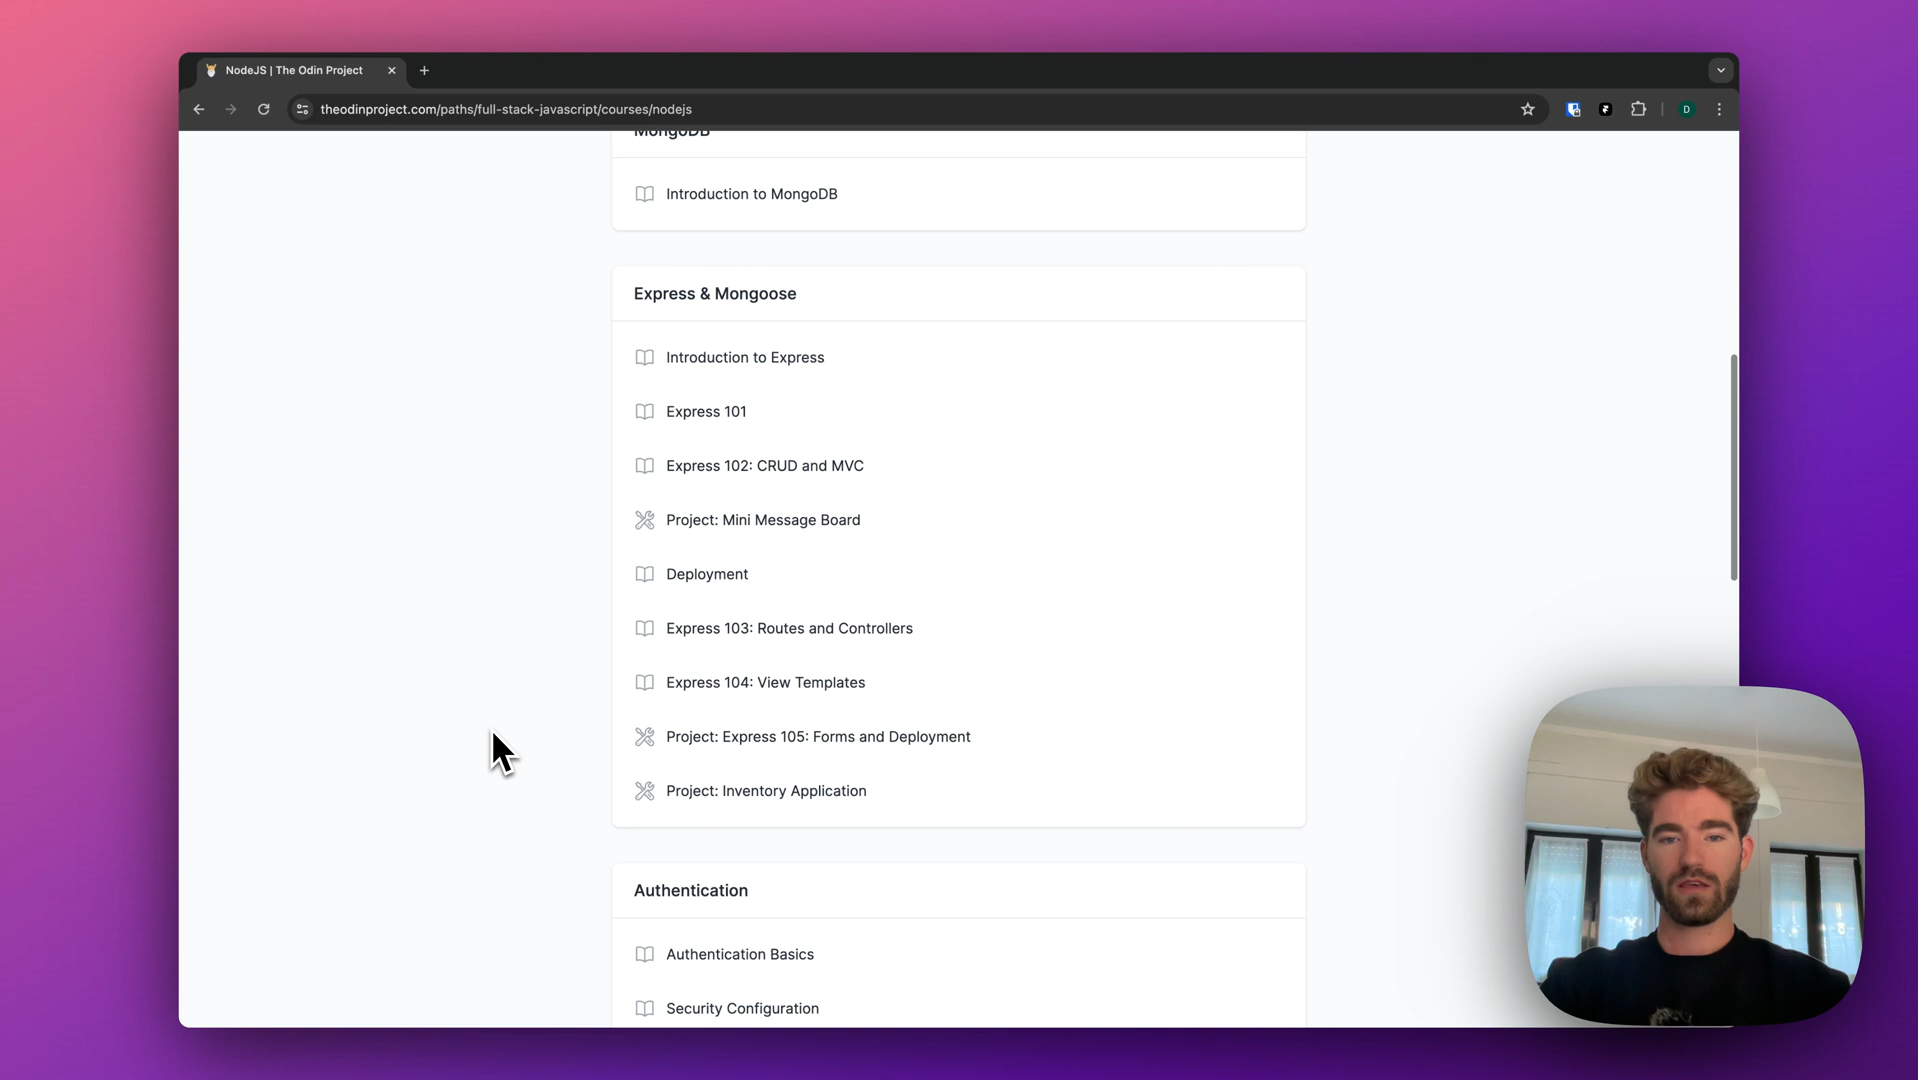 NodeJS | The Odin Project
theodinproject.com/paths/full-stack-javascript/courses/nodejs
D
MongoDB
Introduction to MongoDB
Express & Mongoose
Introduction to Express
Express 101
Express 102: CRUD and MVC
Project: Mini Message Board
Deployment
Express 103: Routes and Controllers
Express 104: View Templates
Project: Express 105: Forms and Deployment
Project: Inventory Application
Authentication
Authentication Basics
Security Configuration